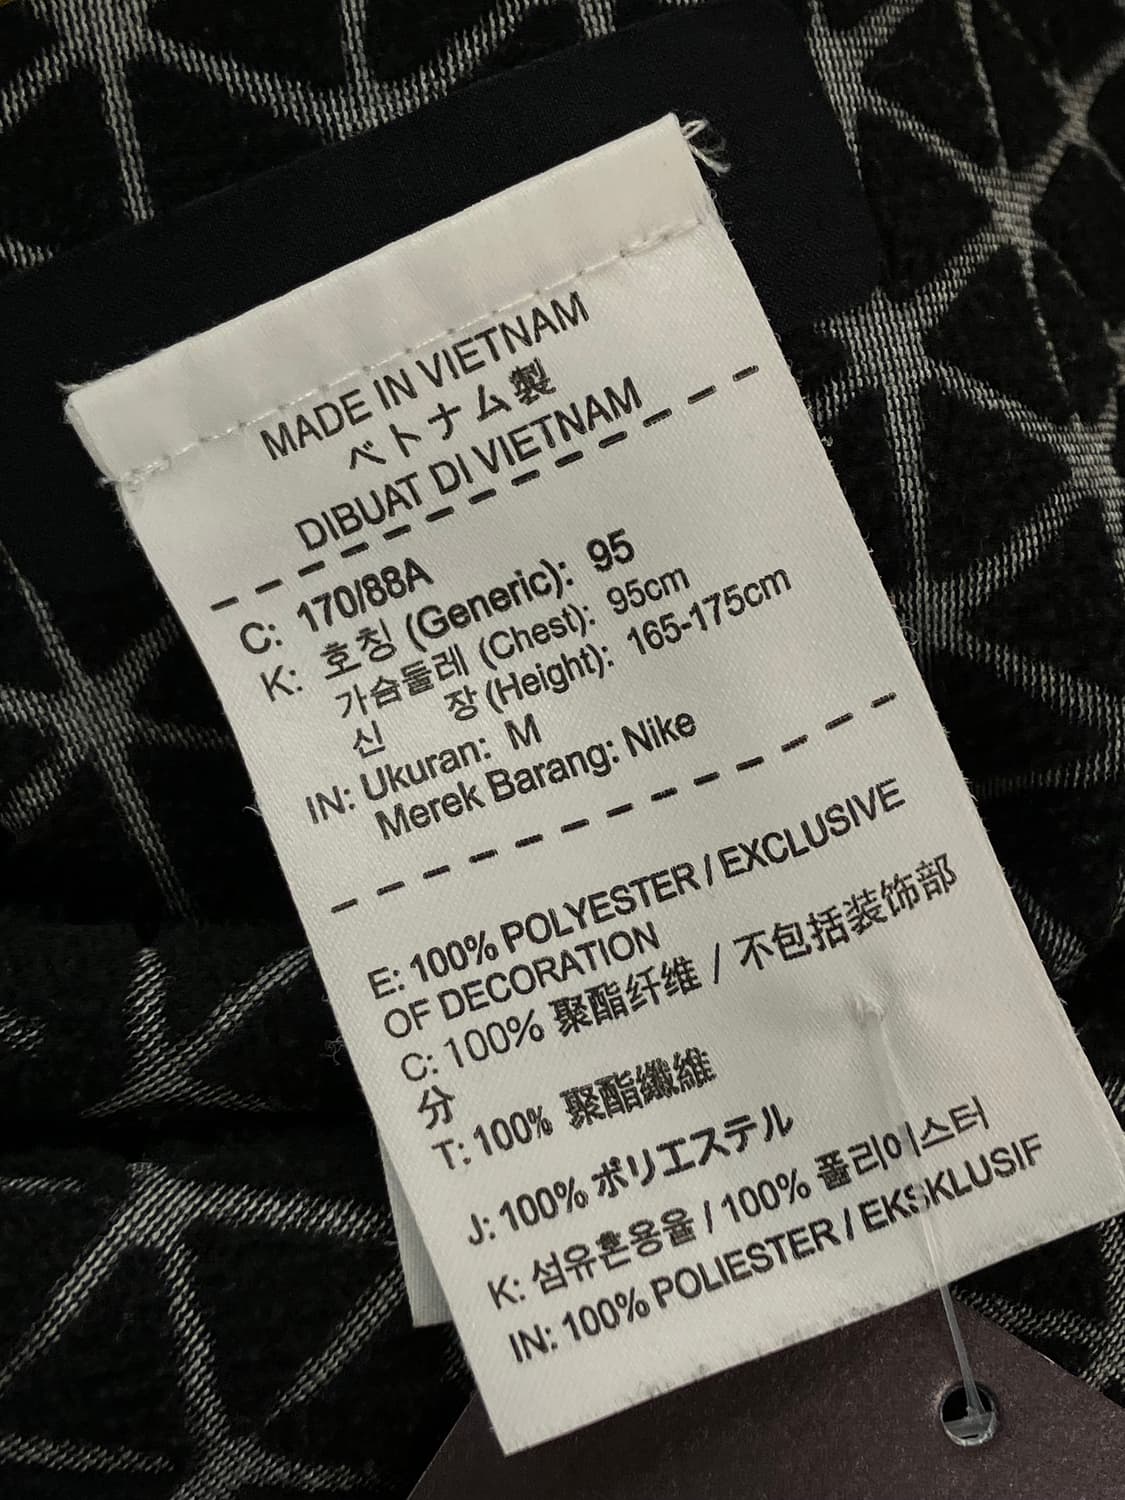 MADE IN VIETNAM
ベトナム製
DIBUAT DI VIETNAM
C: 170/88A
K: 호칭 (Generic): 95
가슴둘레 (Chest): 95cm
신 장 (Height): 165-175cm
IN: Ukuran: M
Merek Barang: Nike
E: 100% POLYESTER / EXCLUSIVE
OF DECORATION
C: 100% 聚酯纤维 / 不包括装饰部
分
T: 100% 聚酯纖維
J: 100% ポリエステル
K: 섬유혼용율 / 100% 폴리에스터
IN: 100% POLIESTER / EKSKLUSIF